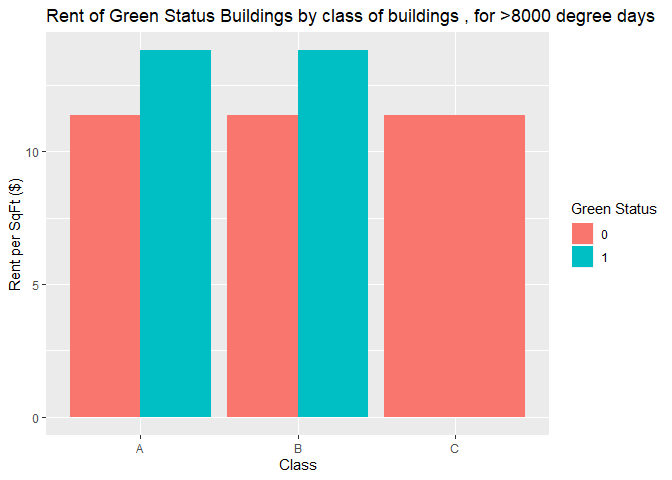 Rent of Green Status Buildings by class of buildings , for >8000 degree days
Rent per SqFt ($)
10
5
0
A B C
Class
Green Status
0
1